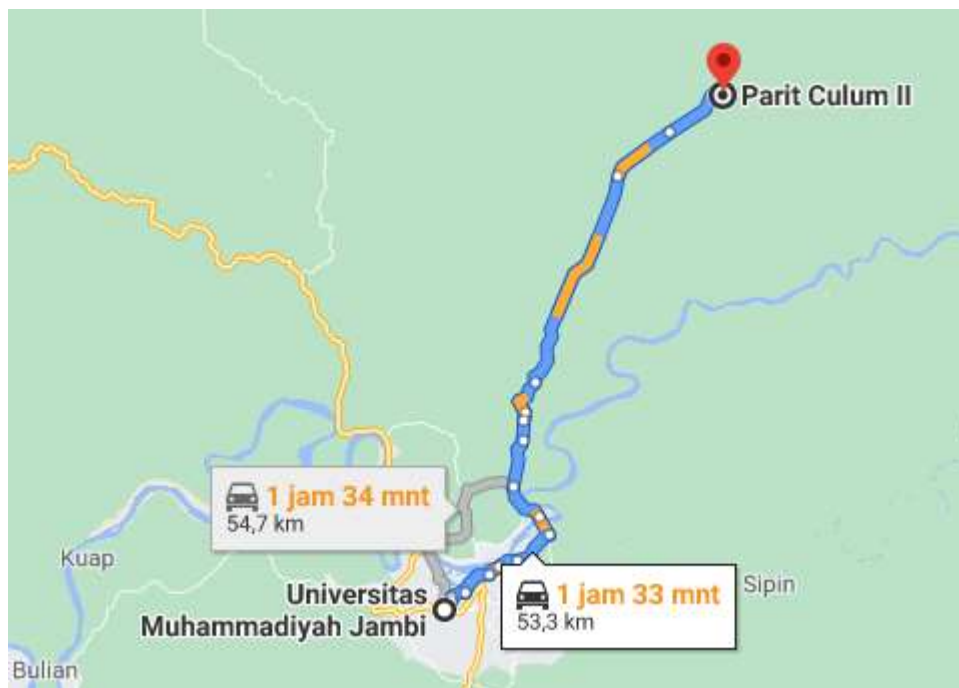 Parit Culum II
1 jam 34 mnt
54,7 km
Kuap
Universitas
Muhammadiyah Jambi
1 jam 33 mnt
53,3 km
Sipin
Bulian